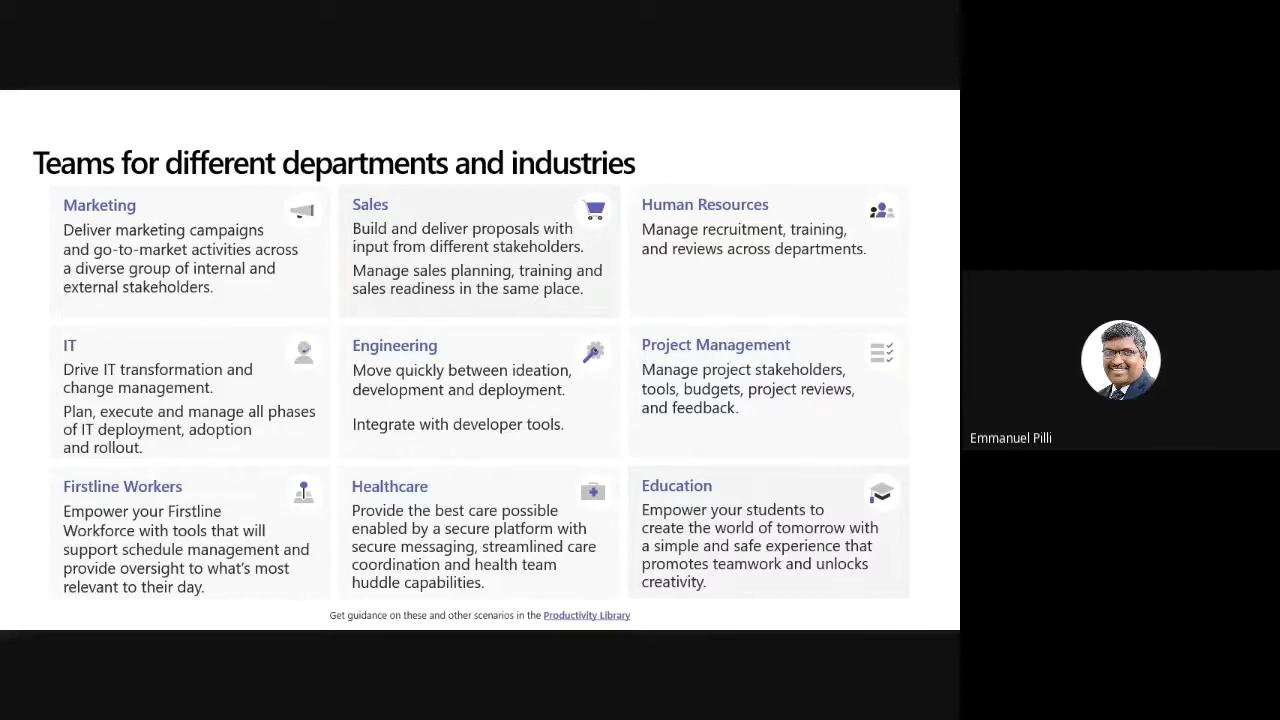 Teams for different departments and industries
Marketing
Deliver marketing campaigns
and go-to-market activities across
a diverse group of internal and
external stakeholders.
Sales
Build and deliver proposals with
input from different stakeholders.
Manage sales planning, training and
sales readiness in the same place.
Human Resources
Manage recruitment, training,
and reviews across departments.
IT
Drive IT transformation and
change management.
Plan, execute and manage all phases
of IT deployment, adoption
and rollout.
Engineering
Move quickly between ideation,
development and deployment.
Integrate with developer tools.
Project Management
Manage project stakeholders,
tools, budgets, project reviews,
and feedback.
Firstline Workers
Empower your Firstline
Workforce with tools that will
support schedule management and
provide oversight to what's most
relevant to their day.
Healthcare
Provide the best care possible
enabled by a secure platform with
secure messaging, streamlined care
coordination and health team
huddle capabilities.
Education
Empower your students to
create the world of tomorrow with
a simple and safe experience that
promotes teamwork and unlocks
creativity.
Get guidance on these and other scenarios in the Productivity Library
Emmanuel Pilli